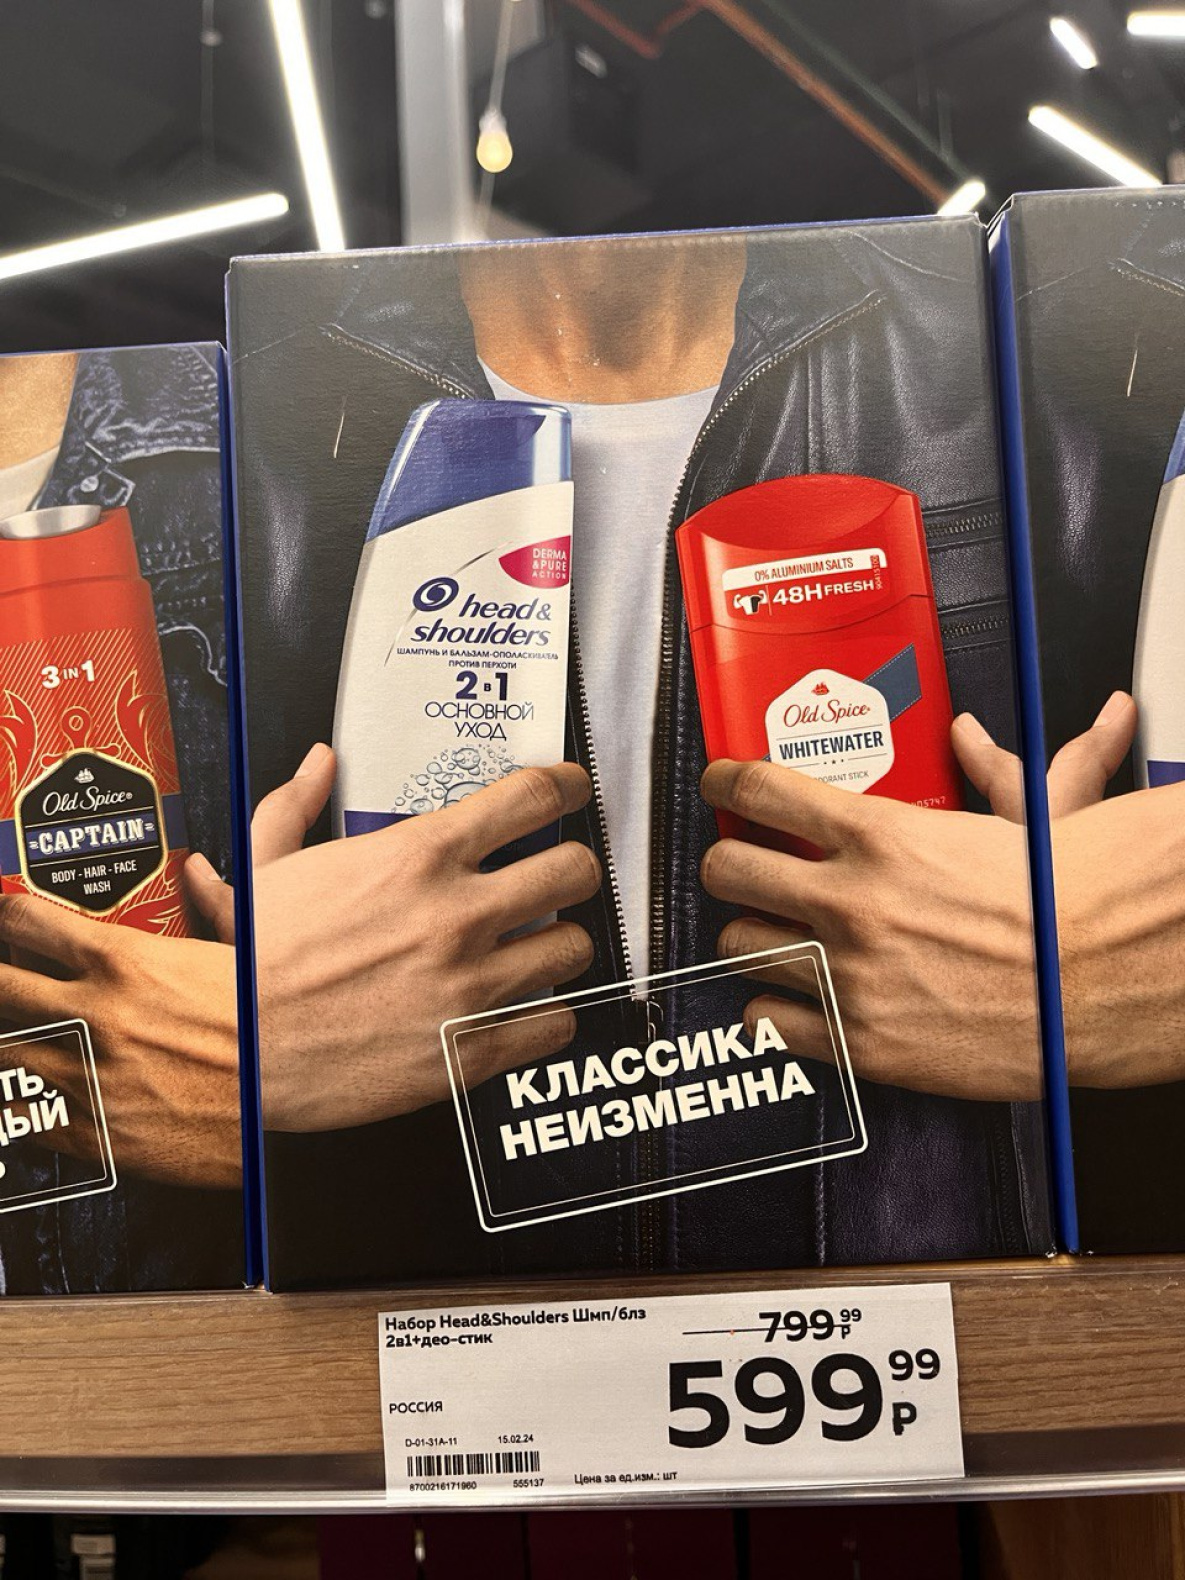 DERMA
&PURE
ACTION
head&
shoulders
ШАМПУНЬ И БАЛЬЗАМ-ОПОЛАСКИВАТЕЛЬ
ПРОТИВ ПЕРХОТИ
2в1
ОСНОВНОЙ
УХОД
0% ALUMINIUM SALTS
48H FRESH
Old Spice
WHITEWATER
ODORANT STICK
3 IN 1
Old Spice
CAPTAIN
BODY - HAIR - FACE
WASH
КЛАССИКА
НЕИЗМЕННА
ТЬ
ДЫЙ
Набор Head&Shoulders Шмп/блз
2в1+део-стик
799 99 ₽
599 99 ₽
РОССИЯ
D-01-31A-11 15.02.24
8700216171960 555137
Цена за ед.изм.: шт